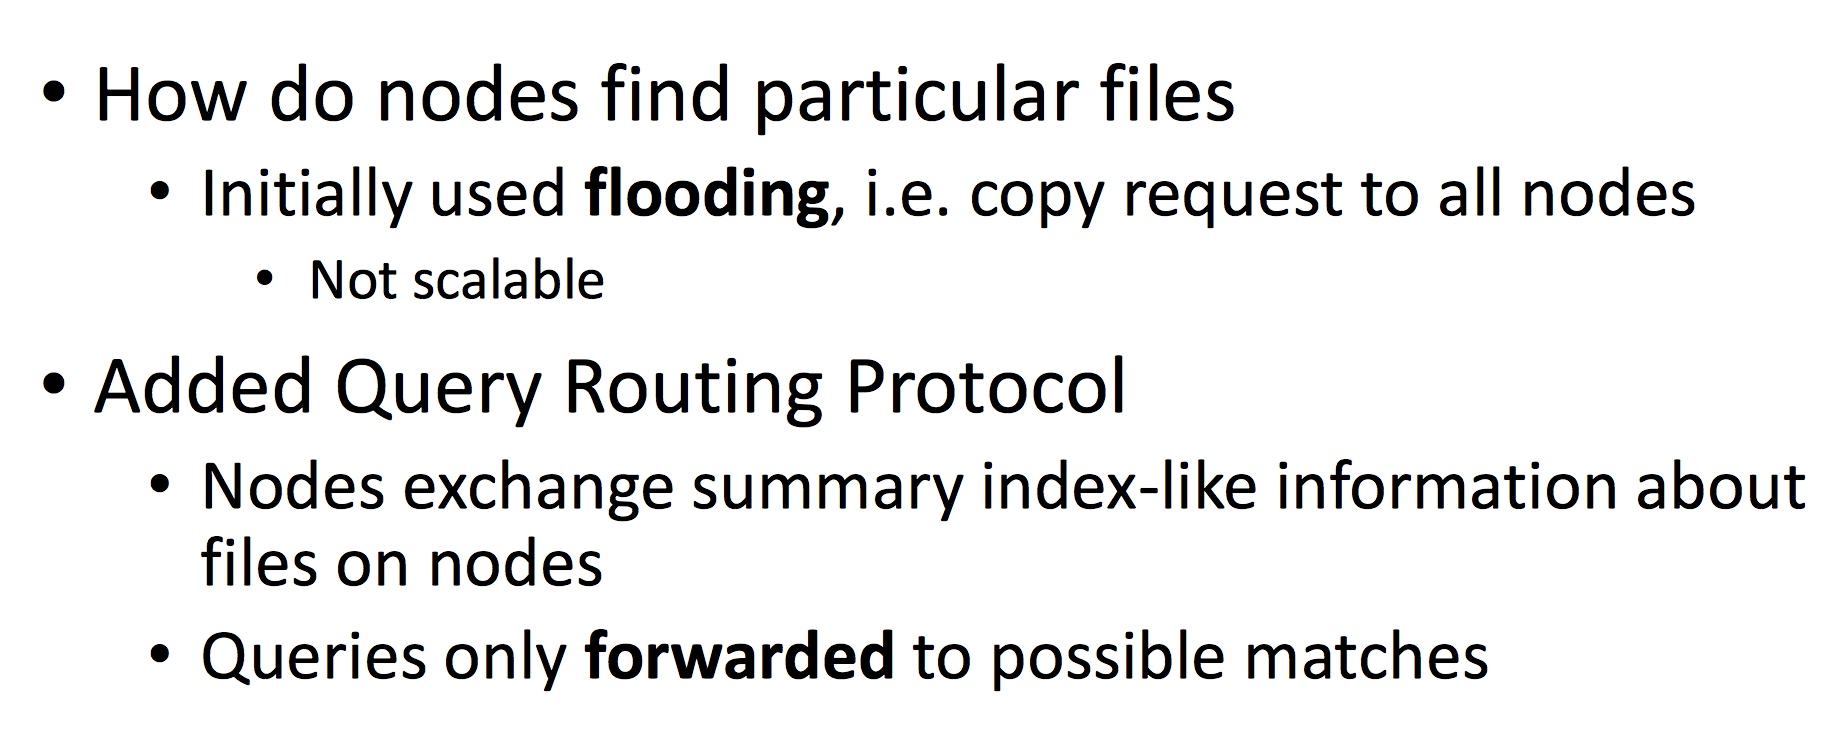 • How do nodes find particular files
• Initially used flooding, i.e. copy request to all nodes
• Not scalable
• Added Query Routing Protocol
• Nodes exchange summary index-like information about
files on nodes
• Queries only forwarded to possible matches